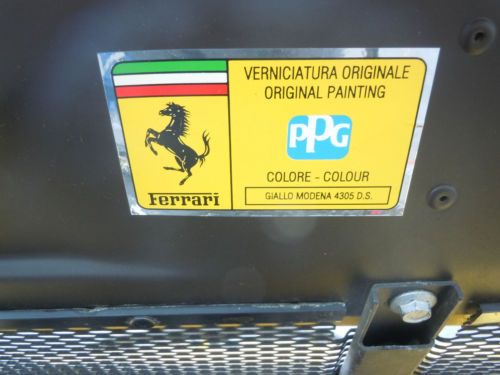 VERNICIATURA ORIGINALE
ORIGINAL PAINTING
PPG
COLORE - COLOUR
GIALLO MODENA 4305 D.S.
Ferrari